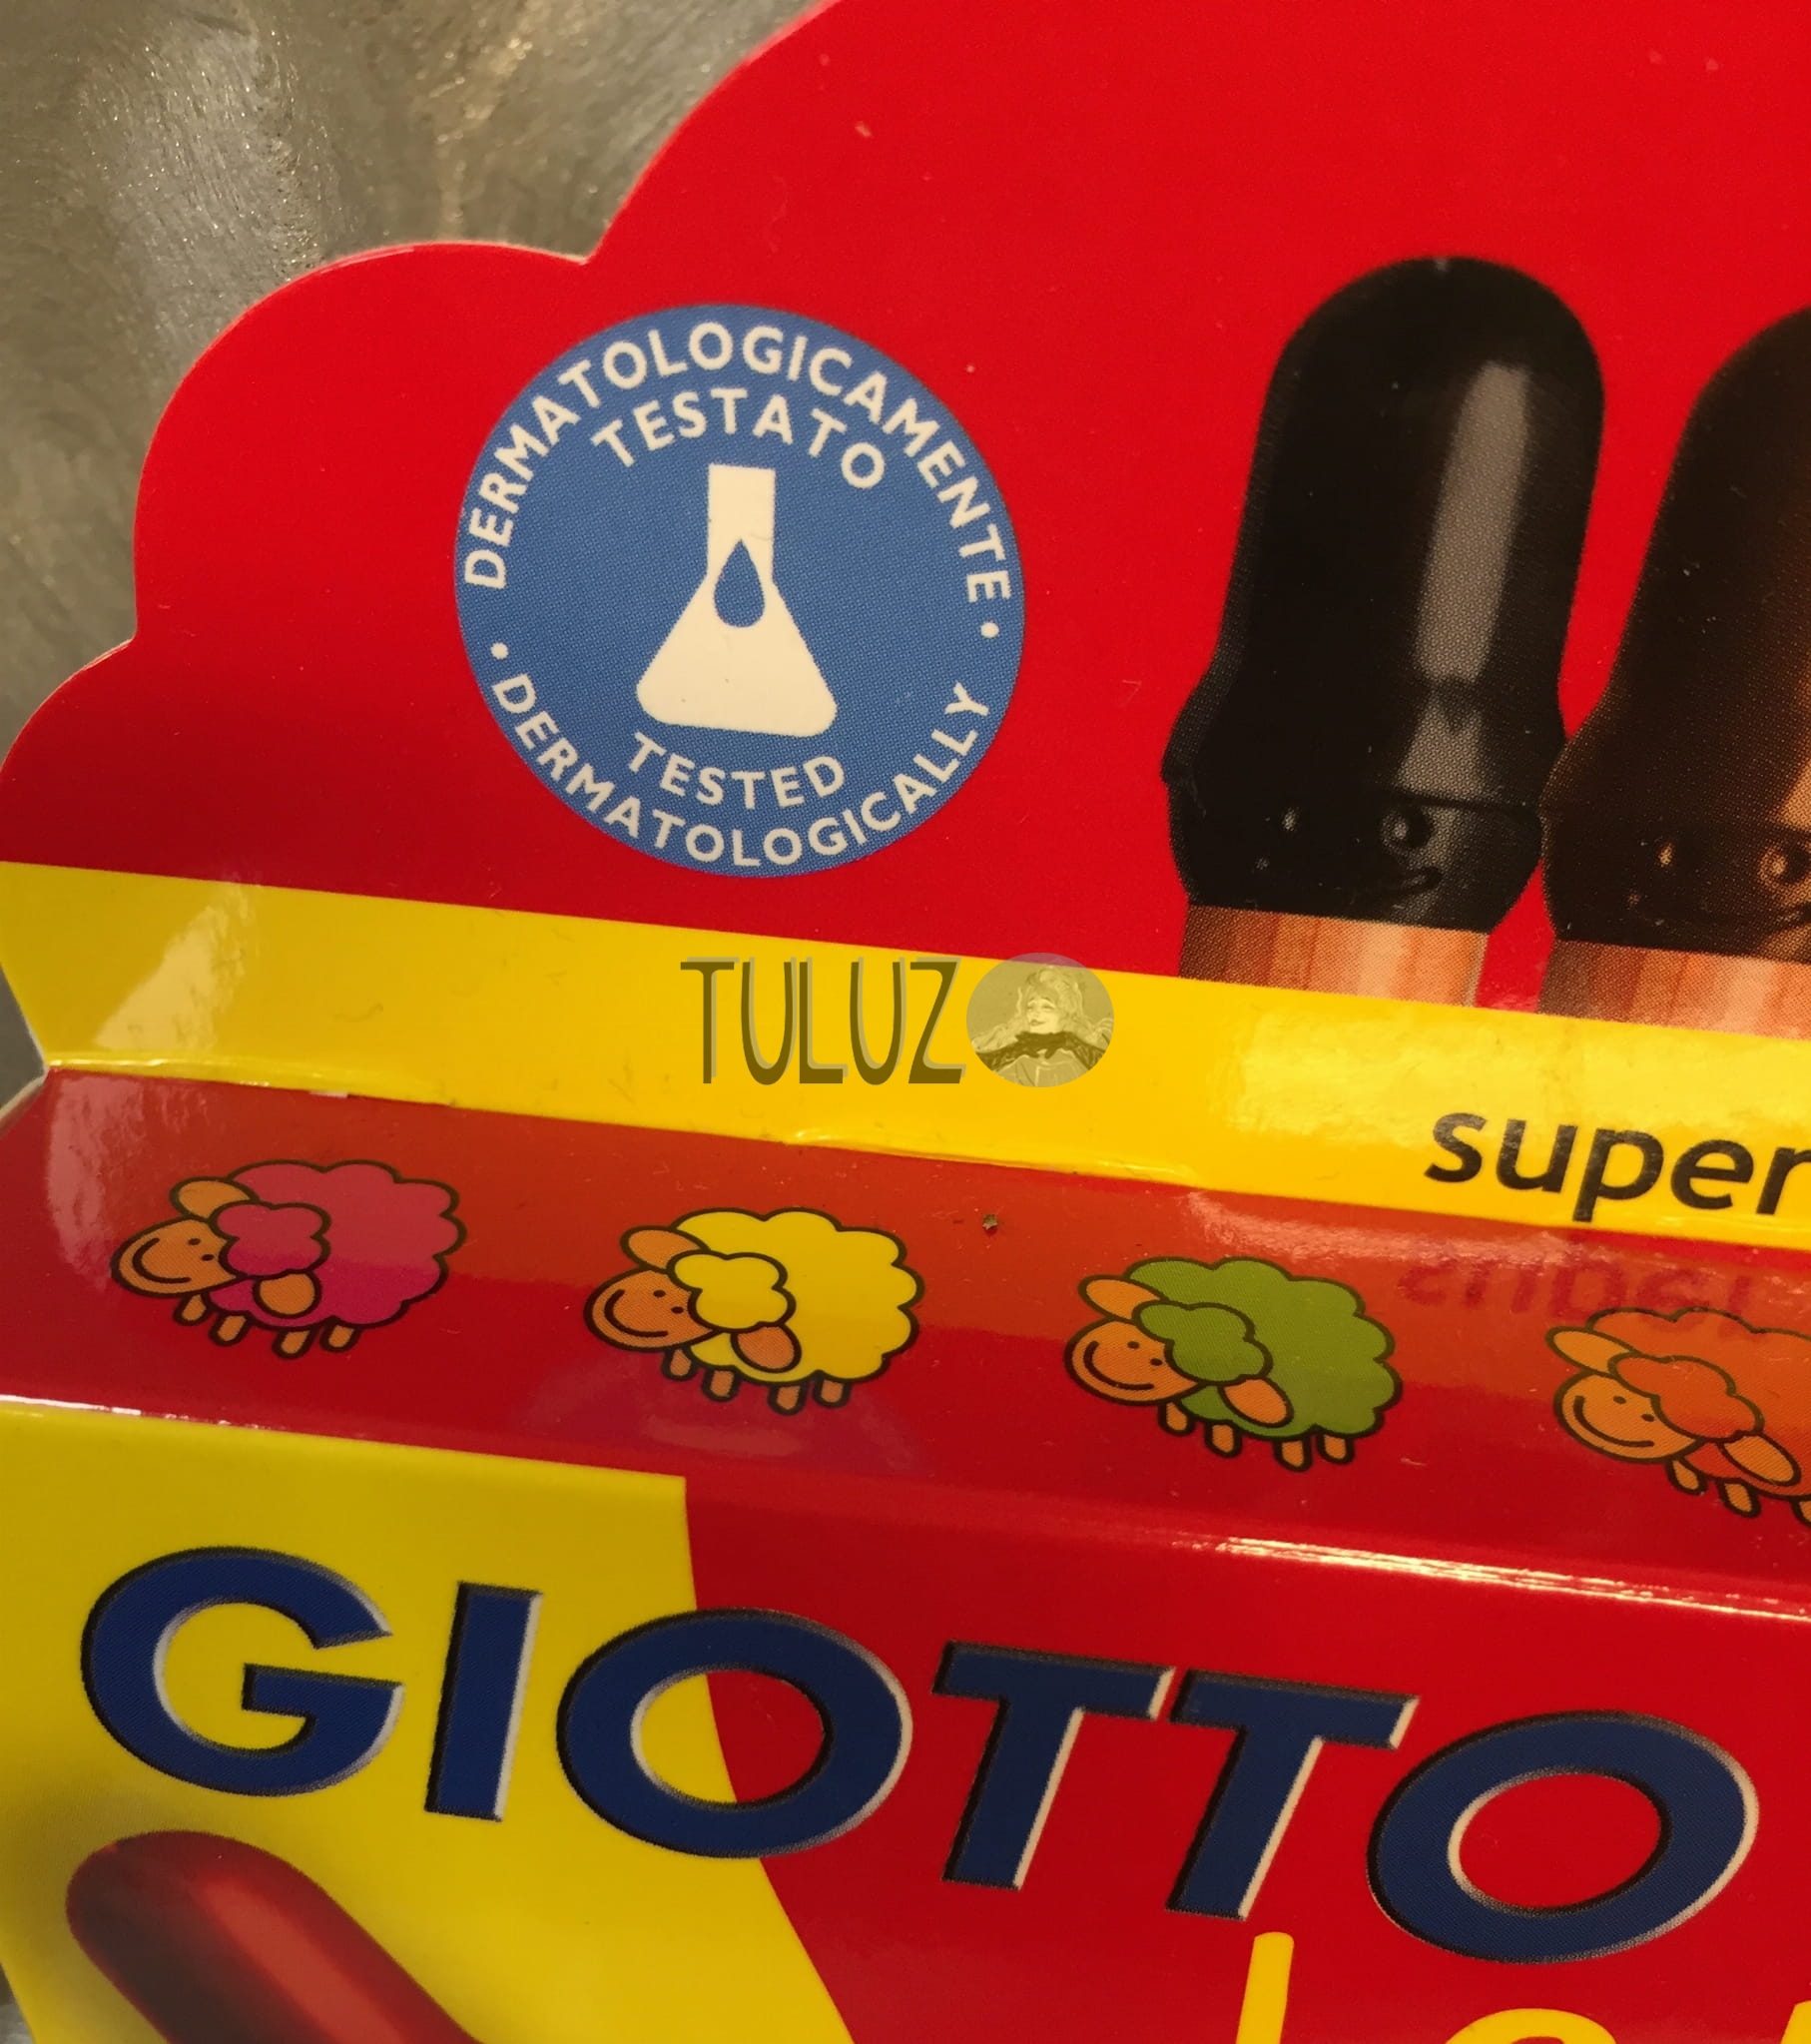 DERMATOLOGICAMENTE
TESTATO
TESTED
DERMATOLOGICALLY
TULUZ
super
GIOTTO